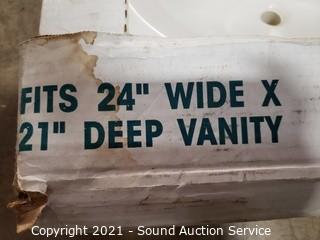 FITS 24" WIDE X
21" DEEP VANITY
Copyright 2021 - Sound Auction Service